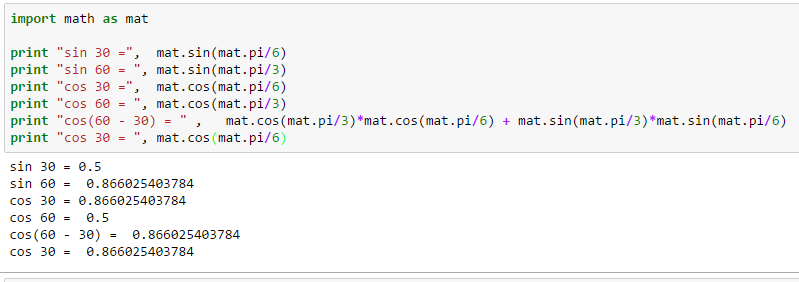 import math as mat
print "sin 30 =",  mat.sin(mat.pi/6)
print "sin 60 = ", mat.sin(mat.pi/3)
print "cos 30 =",  mat.cos(mat.pi/6)
print "cos 60 = ", mat.cos(mat.pi/3)
print "cos(60 - 30) = " ,   mat.cos(mat.pi/3)*mat.cos(mat.pi/6) + mat.sin(mat.pi/3)*mat.sin(mat.pi/6)
print "cos 30 = ", mat.cos(mat.pi/6)
sin 30 = 0.5
sin 60 =  0.866025403784
cos 30 = 0.866025403784
cos 60 =  0.5
cos(60 - 30) =  0.866025403784
cos 30 =  0.866025403784